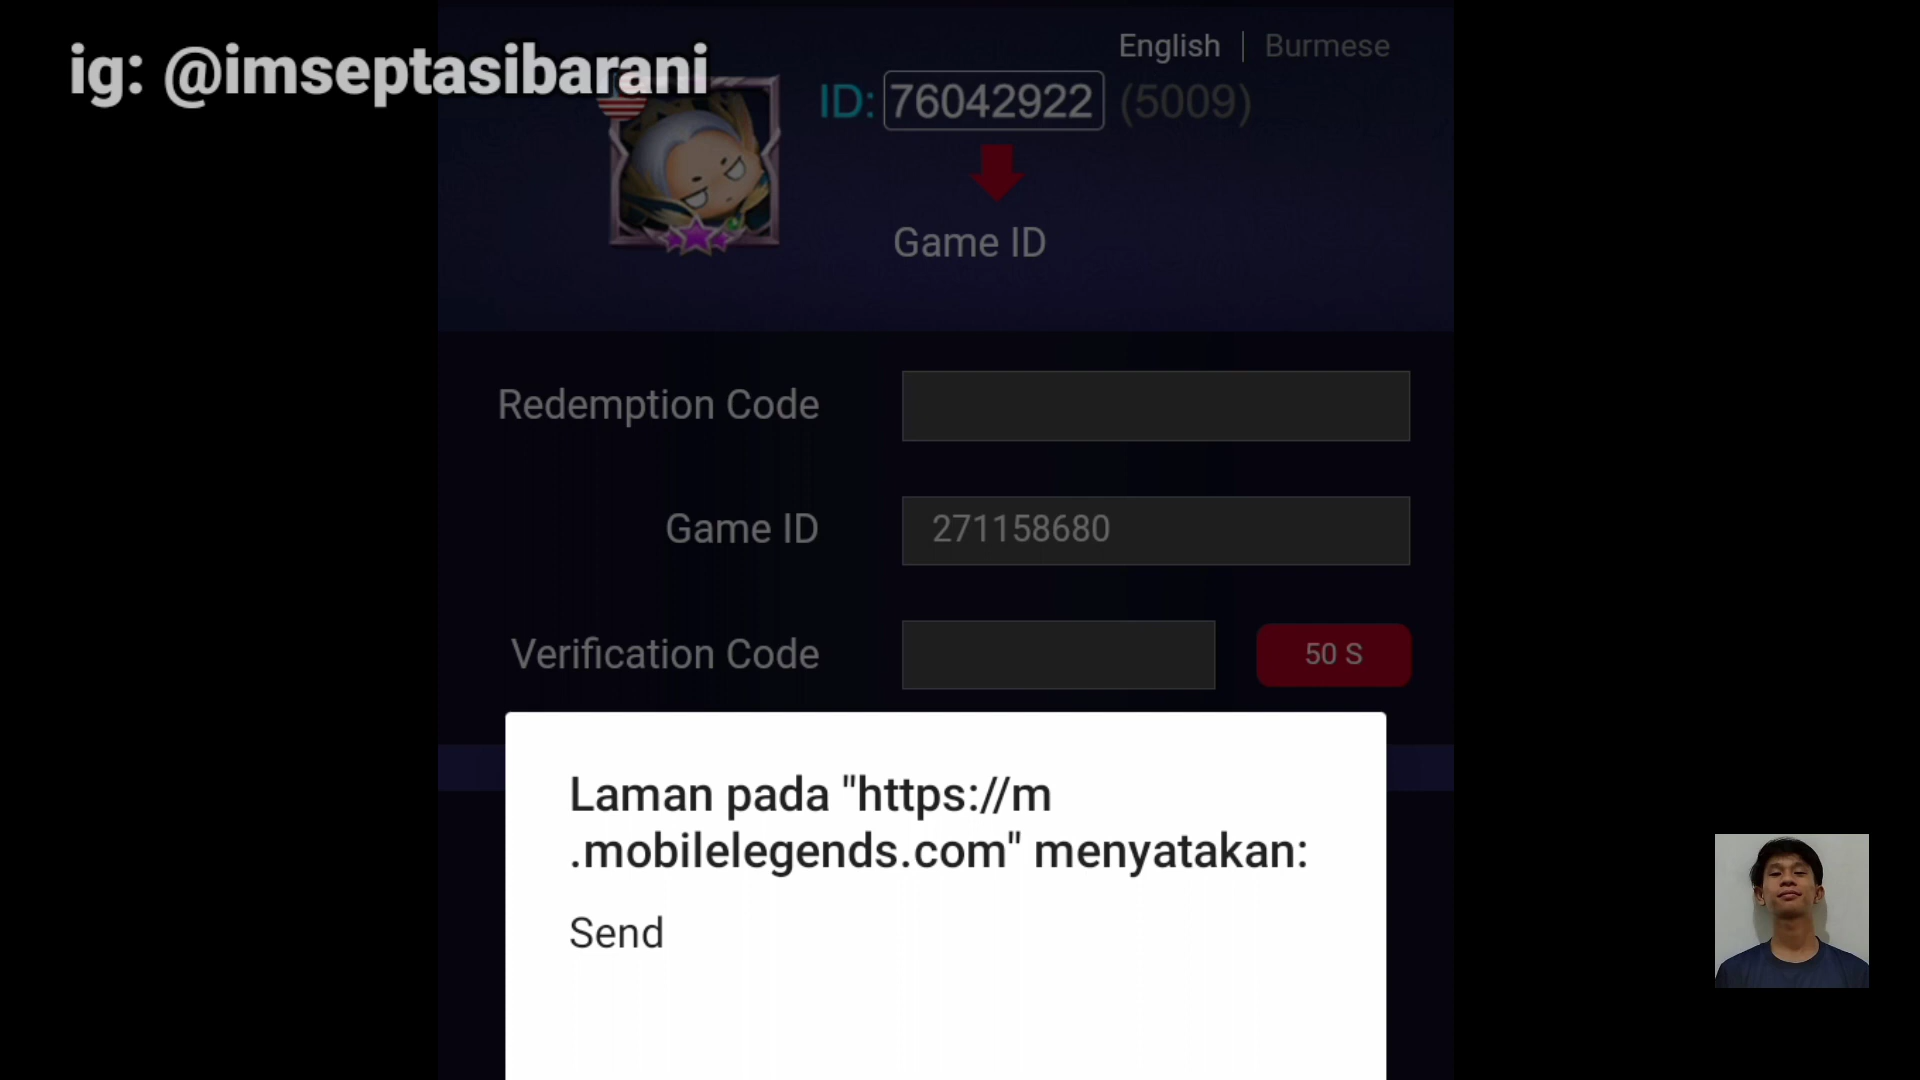 ig: @imseptasibarani
English | Burmese
ID: 76042922 (5009)
Game ID
Redemption Code
Game ID 271158680
Verification Code 50 S
Laman pada "https://m
.mobilelegends.com" menyatakan:
Send